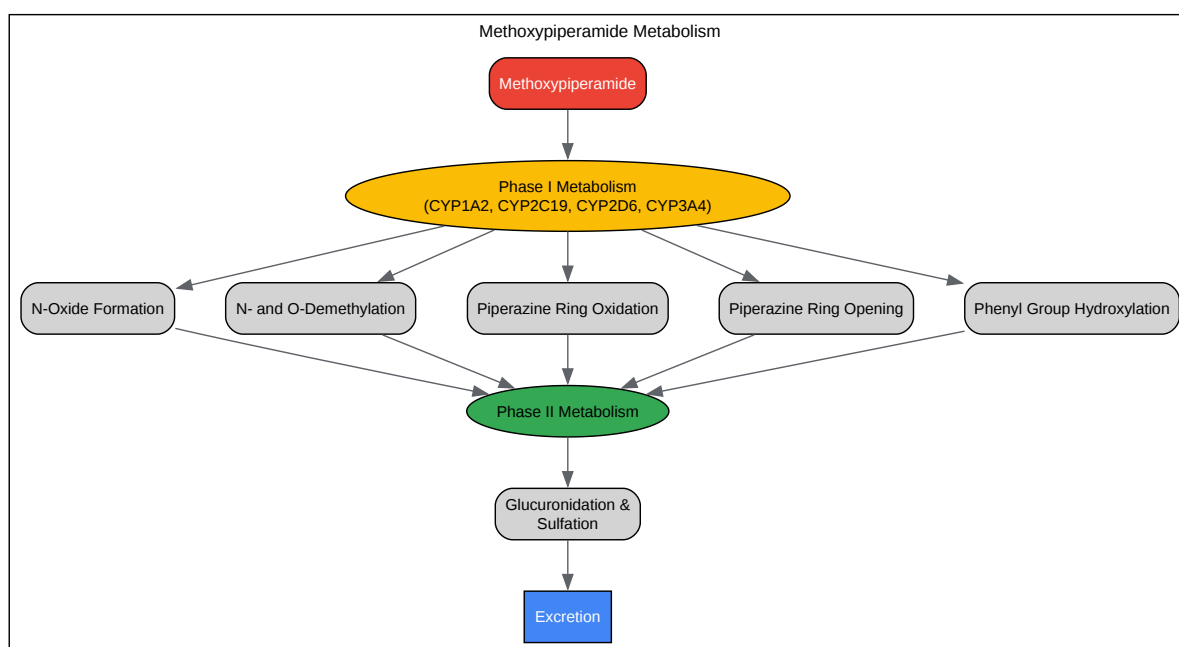 Methoxypiperamide Metabolism
Methoxypiperamide
Phase I Metabolism
(CYP1A2, CYP2C19, CYP2D6, CYP3A4)
N-Oxide Formation
N- and O-Demethylation
Piperazine Ring Oxidation
Piperazine Ring Opening
Phenyl Group Hydroxylation
Phase II Metabolism
Glucuronidation &
Sulfation
Excretion